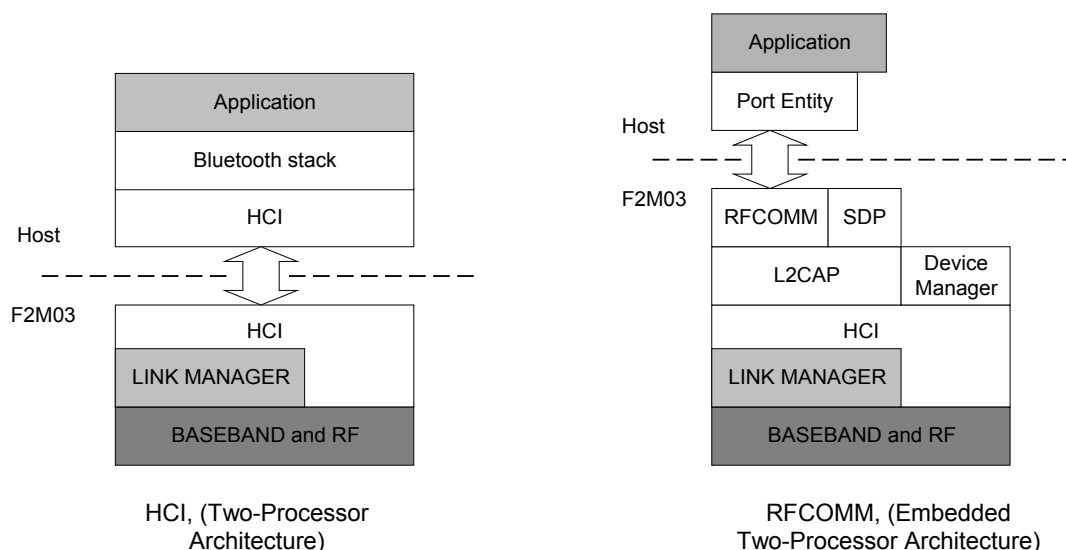 Application
Bluetooth stack
HCI
Host
F2M03
HCI
LINK MANAGER
BASEBAND and RF
HCI, (Two-Processor
Architecture)
Application
Port Entity
Host
F2M03
RFCOMM
SDP
L2CAP
Device
Manager
HCI
LINK MANAGER
BASEBAND and RF
RFCOMM, (Embedded
Two-Processor Architecture)